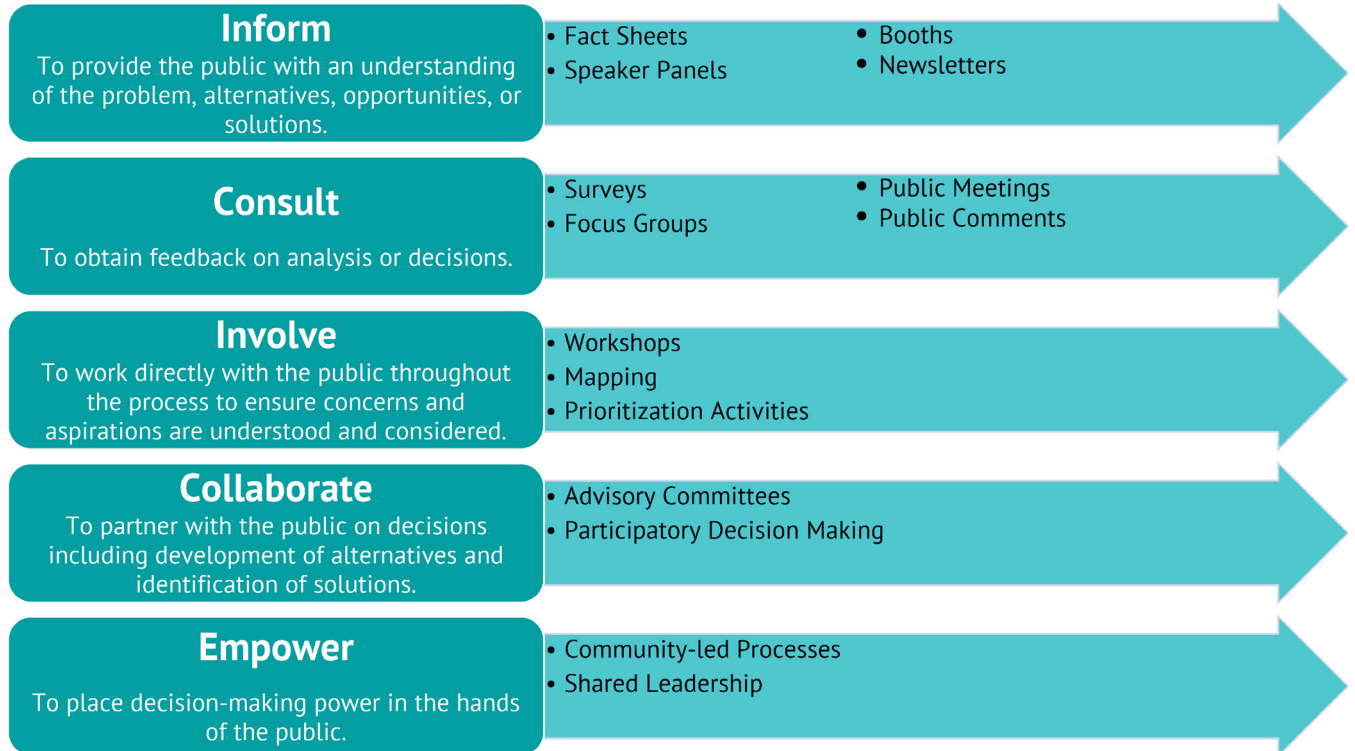 Inform
To provide the public with an understanding
of the problem, alternatives, opportunities, or
solutions.
• Fact Sheets
• Speaker Panels
• Booths
• Newsletters
Consult
To obtain feedback on analysis or decisions.
• Surveys
• Focus Groups
• Public Meetings
• Public Comments
Involve
To work directly with the public throughout
the process to ensure concerns and
aspirations are understood and considered.
• Workshops
• Mapping
• Prioritization Activities
Collaborate
To partner with the public on decisions
including development of alternatives and
identification of solutions.
• Advisory Committees
• Participatory Decision Making
Empower
To place decision-making power in the hands
of the public.
• Community-led Processes
• Shared Leadership